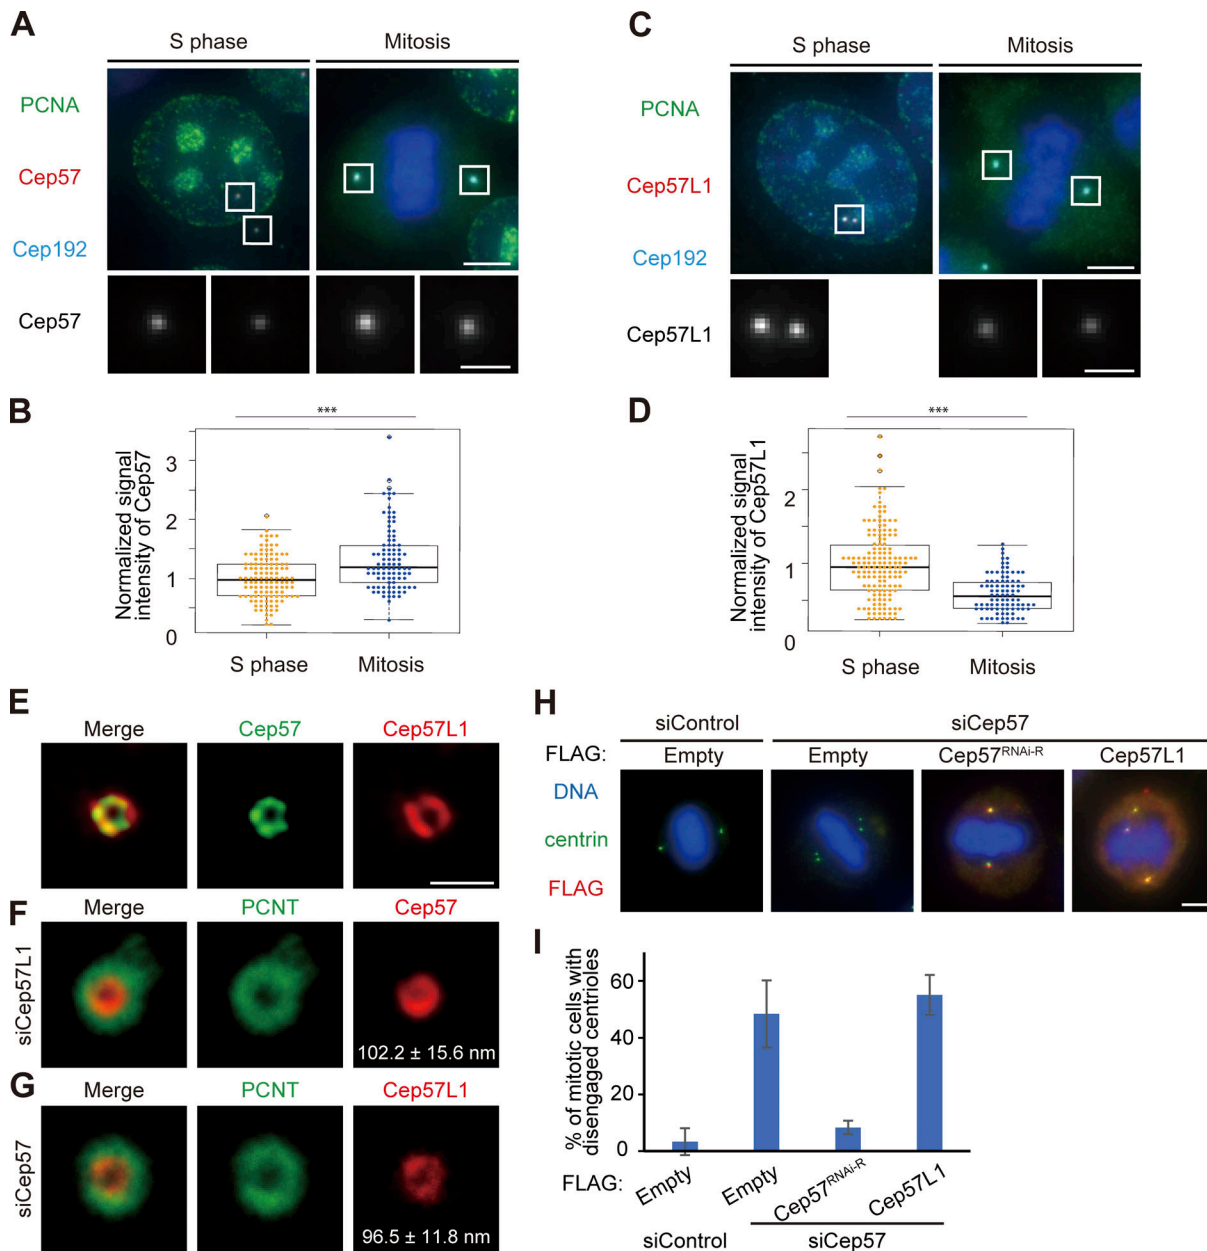 A
S phase
Mitosis
PCNA
Cep57
Cep192
Cep57
B
***
Normalized signal
intensity of Cep57
3
2
1
0
S phase
Mitosis
C
S phase
Mitosis
PCNA
Cep57L1
Cep192
Cep57L1
D
***
Normalized signal
intensity of Cep57L1
2
1
0
S phase
Mitosis
E
Merge
Cep57
Cep57L1
F
siCep57L1
Merge
PCNT
Cep57
102.2 ± 15.6 nm
G
siCep57
Merge
PCNT
Cep57L1
96.5 ± 11.8 nm
H
siControl
siCep57
FLAG:
Empty
Empty
Cep57RNAi-R
Cep57L1
DNA
centrin
FLAG
I
% of mitotic cells with
disengaged centrioles
60
40
20
0
FLAG:
Empty
Empty
Cep57RNAi-R
Cep57L1
siControl
siCep57